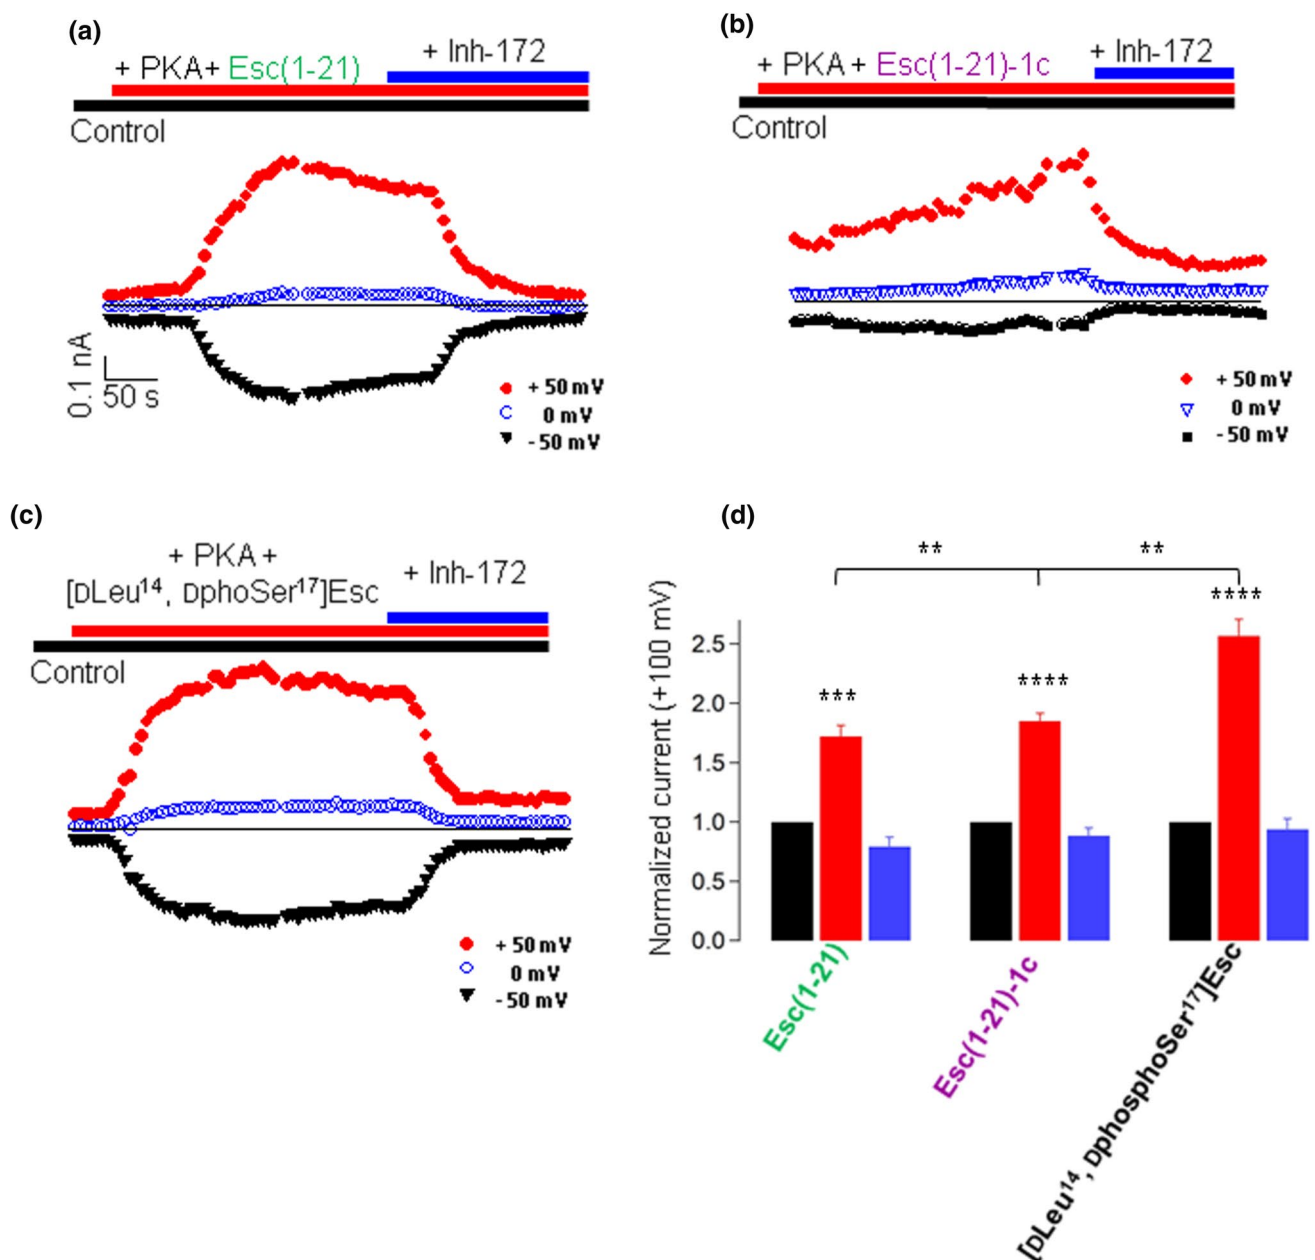 (a)
+ Inh-172
+ PKA+ Esc(1-21)
Control
0.1 nA
50 s
+ 50 mV
0 mV
- 50 mV
(b)
+ Inh-172
+ PKA + Esc(1-21)-1c
Control
+ 50 mV
0 mV
- 50 mV
(c)
+ PKA +
[DLeu¹⁴, DphoSer¹⁷]Esc
+ Inh-172
Control
+ 50 mV
0 mV
- 50 mV
(d)
** **
****
****
***
Normalized current (+100 mV)
2.5
2.0
1.5
1.0
0.5
0.0
Esc(1-21)
Esc(1-21)-1c
[DLeu¹⁴, DphosphoSer¹⁷]Esc